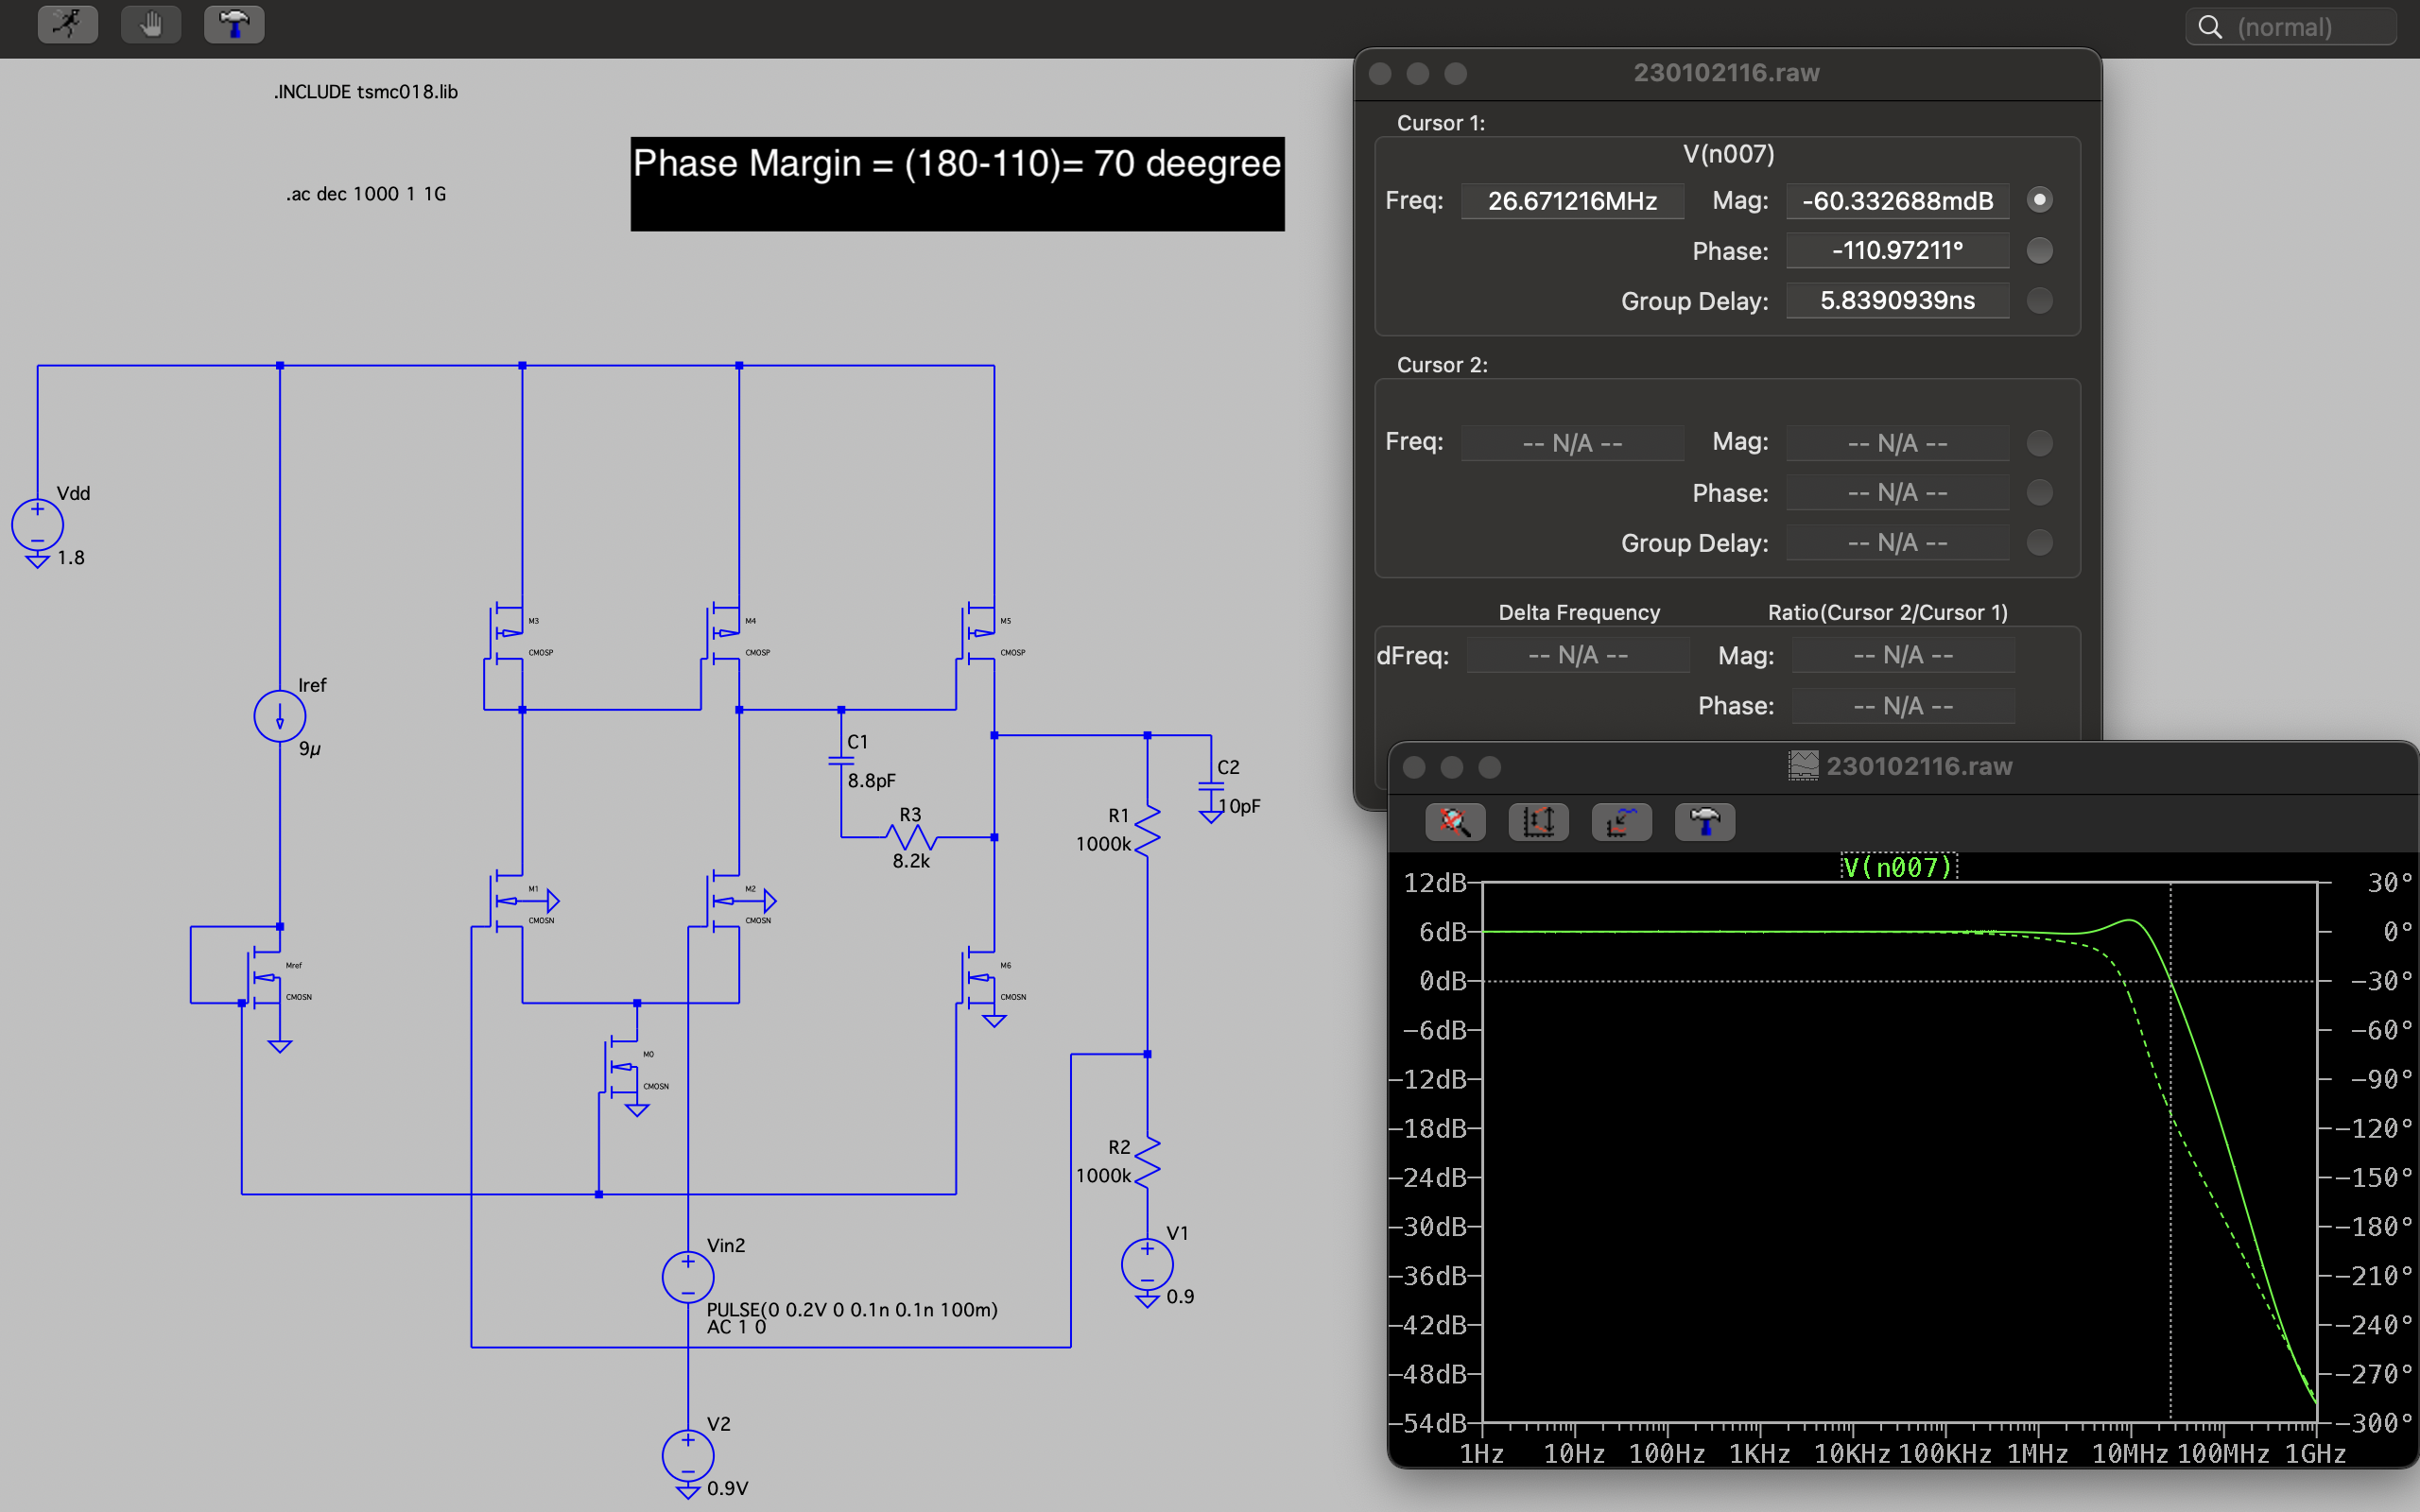 (normal)
.INCLUDE tsmc018.lib
.ac dec 1000 1 1G
Phase Margin = (180-110)= 70 deegree
Vdd
1.8
Iref
9µ
M3
CMOSP
M4
CMOSP
M5
CMOSP
C1
8.8pF
R3
8.2k
C2
10pF
R1
1000k
M1
CMOSN
M2
CMOSN
Mref
CMOSN
M6
CMOSN
M0
CMOSN
R2
1000k
Vin2
PULSE(0 0.2V 0 0.1n 0.1n 100m)
AC 1 0
V1
0.9
V2
0.9V
230102116.raw
Cursor 1:
V(n007)
Freq: 26.671216MHz Mag: -60.332688mdB
Phase: -110.97211°
Group Delay: 5.8390939ns
Cursor 2:
Freq: -- N/A -- Mag: -- N/A --
Phase: -- N/A --
Group Delay: -- N/A --
Delta Frequency Ratio(Cursor 2/Cursor 1)
dFreq: -- N/A -- Mag: -- N/A --
Phase: -- N/A --
230102116.raw
V(n007)
12dB 30°
6dB 0°
0dB -30°
-6dB -60°
-12dB -90°
-18dB -120°
-24dB -150°
-30dB -180°
-36dB -210°
-42dB -240°
-48dB -270°
-54dB -300°
1Hz 10Hz 100Hz 1KHz 10KHz 100KHz 1MHz 10MHz 100MHz 1GHz